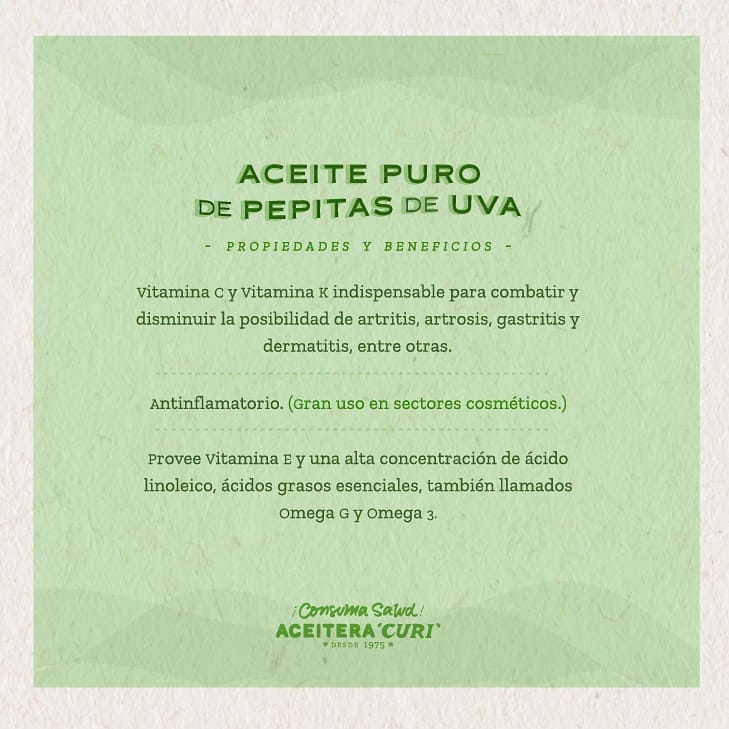 ACEITE PURO
DE PEPITAS DE UVA
- PROPIEDADES Y BENEFICIOS -
Vitamina C y Vitamina K indispensable para combatir y
disminuir la posibilidad de artritis, artrosis, gastritis y
dermatitis, entre otras.
Antinflamatorio. (Gran uso en sectores cosméticos.)
Provee Vitamina E y una alta concentración de ácido
linoleico, ácidos grasos esenciales, también llamados
Omega G y Omega 3.
¡Consuma Salud!
ACEITERA 'CURI'
* DESDE 1975 *